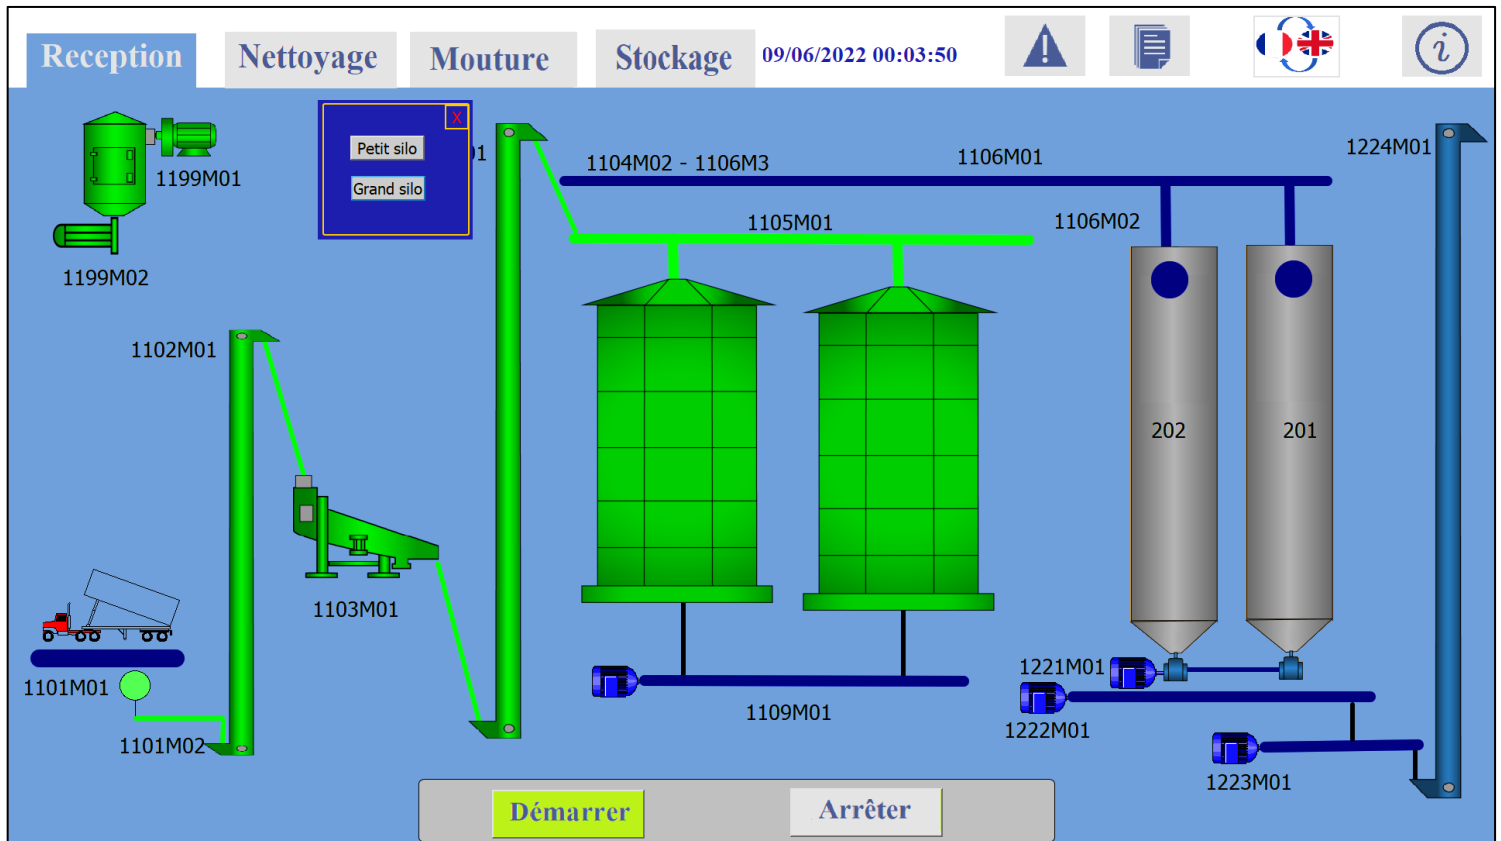 Reception
Nettoyage
Mouture
Stockage
09/06/2022 00:03:50
i
X
Petit silo
Grand silo
1199M01
1199M02
1104M02 - 1106M3
1106M01
1224M01
1105M01
1106M02
1102M01
202
201
1103M01
1101M01
1101M02
1109M01
1221M01
1222M01
1223M01
Démarrer
Arrêter